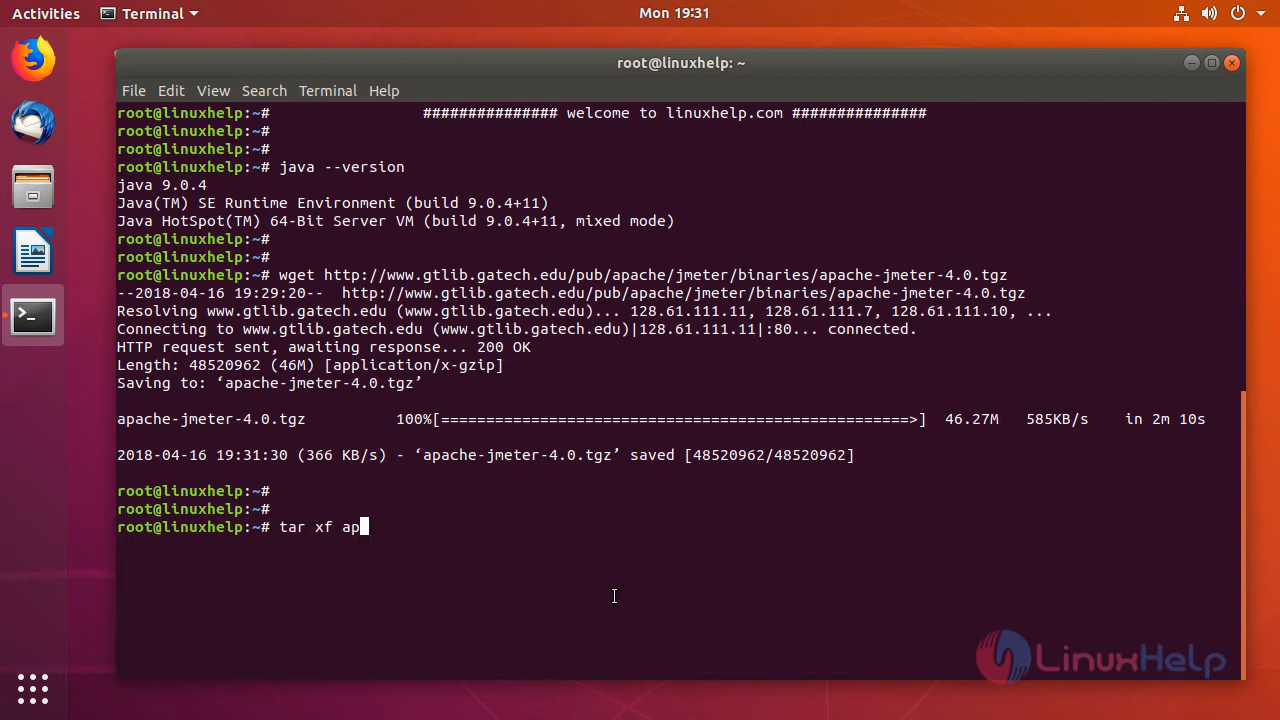 Activities Terminal Mon 19:31
root@linuxhelp: ~
File Edit View Search Terminal Help
root@linuxhelp:~# ############### welcome to linuxhelp.com ###############
root@linuxhelp:~#
root@linuxhelp:~#
root@linuxhelp:~# java --version
java 9.0.4
Java(TM) SE Runtime Environment (build 9.0.4+11)
Java HotSpot(TM) 64-Bit Server VM (build 9.0.4+11, mixed mode)
root@linuxhelp:~#
root@linuxhelp:~#
root@linuxhelp:~# wget http://www.gtlib.gatech.edu/pub/apache/jmeter/binaries/apache-jmeter-4.0.tgz
--2018-04-16 19:29:20-- http://www.gtlib.gatech.edu/pub/apache/jmeter/binaries/apache-jmeter-4.0.tgz
Resolving www.gtlib.gatech.edu (www.gtlib.gatech.edu)... 128.61.111.11, 128.61.111.7, 128.61.111.10, ...
Connecting to www.gtlib.gatech.edu (www.gtlib.gatech.edu)|128.61.111.11|:80... connected.
HTTP request sent, awaiting response... 200 OK
Length: 48520962 (46M) [application/x-gzip]
Saving to: ‘apache-jmeter-4.0.tgz’
apache-jmeter-4.0.tgz 100%[====================================================>] 46.27M 585KB/s in 2m 10s
2018-04-16 19:31:30 (366 KB/s) - ‘apache-jmeter-4.0.tgz’ saved [48520962/48520962]
root@linuxhelp:~#
root@linuxhelp:~#
root@linuxhelp:~# tar xf ap
LinuxHelp